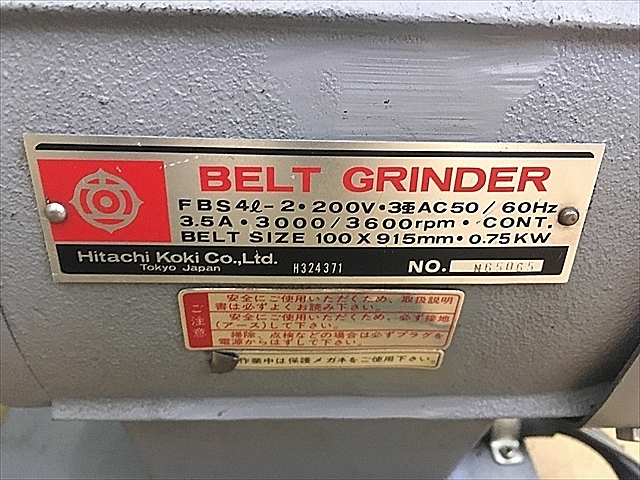 BELT GRINDER
FBS4ℓ-2・200V・3重AC50/60Hz
3.5A・3000/3600rpm・CONT.
BELT SIZE 100X915mm・0.75KW
Hitachi Koki Co.,Ltd.
Tokyo Japan
H324371
NO. N65065
ご注意
安全にご使用いただくため、取扱説明
書は必ずよくお読み下さい。
安全にご使用いただくため、必ず接地
(アース)して下さい。
掃除、点検などの場合は必ずプラグを
電源からはずして下さい。
作業中は保護メガネをご使用下さい。